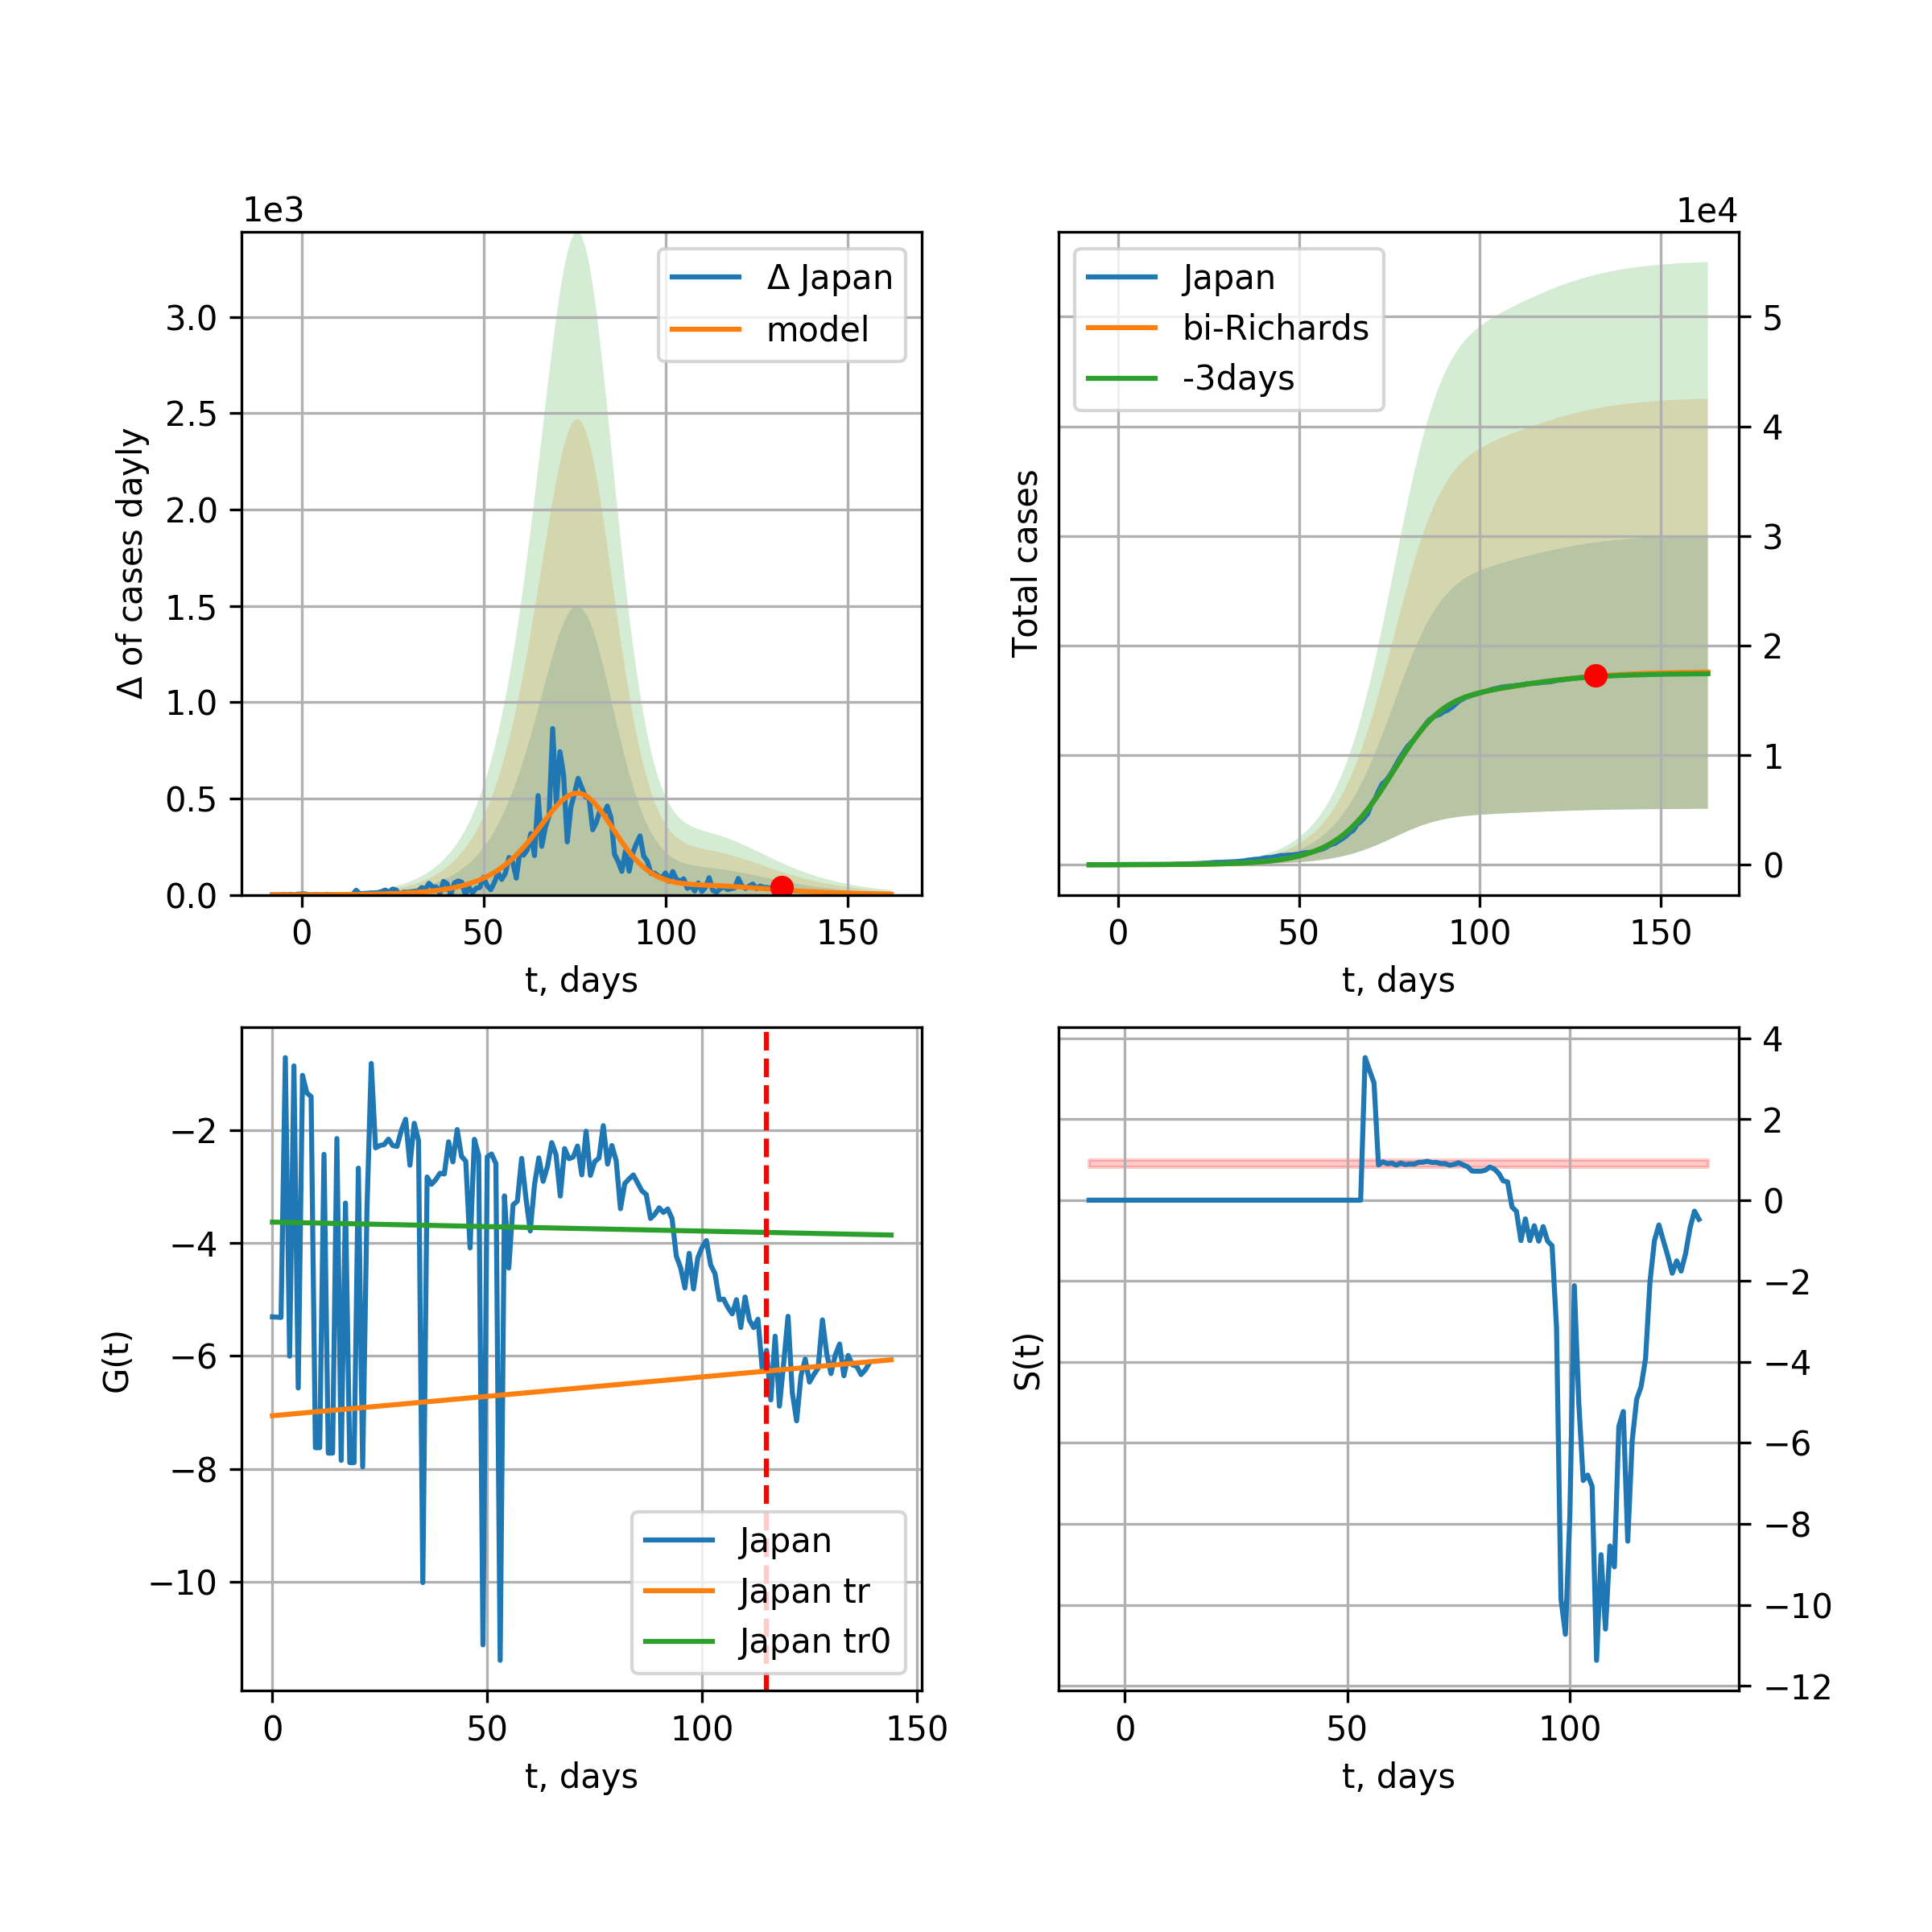 1e3
Δ of cases dayly
3.0
2.5
2.0
1.5
1.0
0.5
0.0
0 50 100 150
t, days
Δ Japan
model
1e4
Total cases
5
4
3
2
1
0
0 50 100 150
t, days
Japan
bi-Richards
-3days
G(t)
−2
−4
−6
−8
−10
0 50 100 150
t, days
Japan
Japan tr
Japan tr0
S(t)
4
2
0
−2
−4
−6
−8
−10
−12
0 50 100
t, days